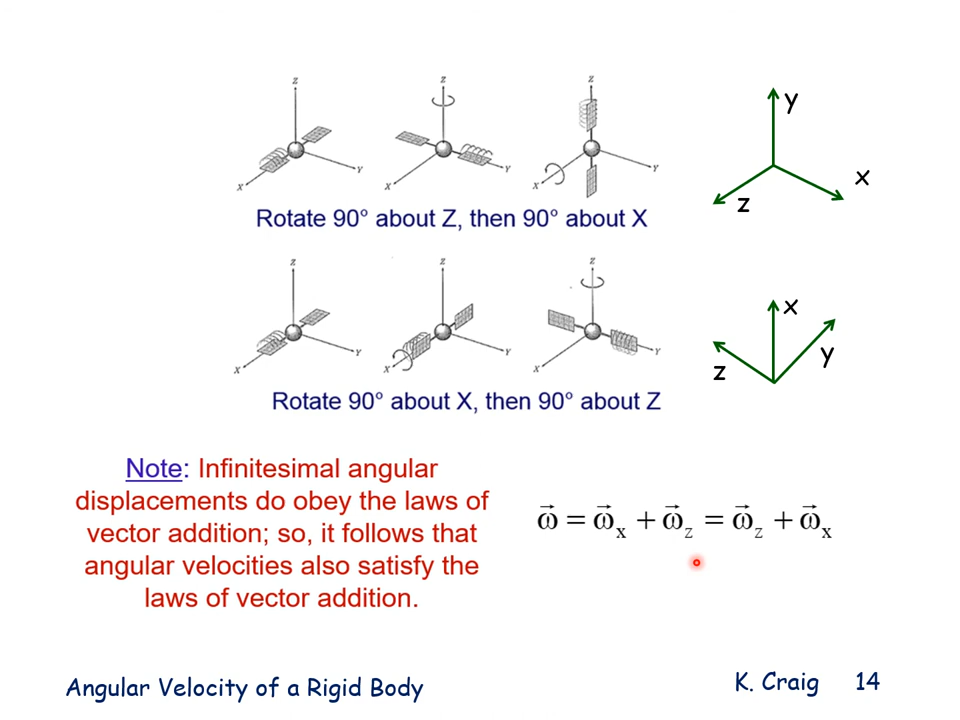 Z
X
Y
Z
X
Y
Z
X
Y
Rotate 90° about Z, then 90° about X
y
x
z
Z
X
Y
Z
X
Y
Z
X
Y
Rotate 90° about X, then 90° about Z
x
y
z
Note: Infinitesimal angular
displacements do obey the laws of
vector addition; so, it follows that
angular velocities also satisfy the
laws of vector addition.
ω⃗ = ω⃗x + ω⃗z = ω⃗z + ω⃗x
Angular Velocity of a Rigid Body
K. Craig 14